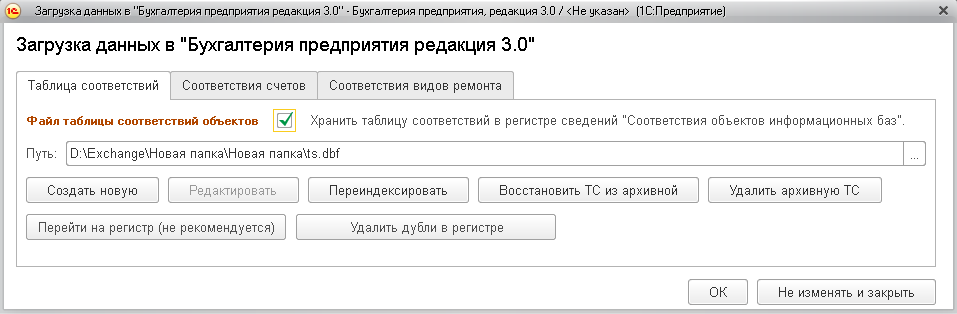 Загрузка данных в "Бухгалтерия предприятия редакция 3.0" - Бухгалтерия предприятия, редакция 3.0 / <Не указан> (1С:Предприятие)
Загрузка данных в "Бухгалтерия предприятия редакция 3.0"
Таблица соответствий Соответствия счетов Соответствия видов ремонта
Файл таблицы соответствий объектов Хранить таблицу соответствий в регистре сведений "Соответствия объектов информационных баз".
Путь: D:\Exchange\Новая папка\Новая папка\ts.dbf ...
Создать новую Редактировать Переиндексировать Восстановить ТС из архивной Удалить архивную ТС
Перейти на регистр (не рекомендуется) Удалить дубли в регистре
ОК Не изменять и закрыть